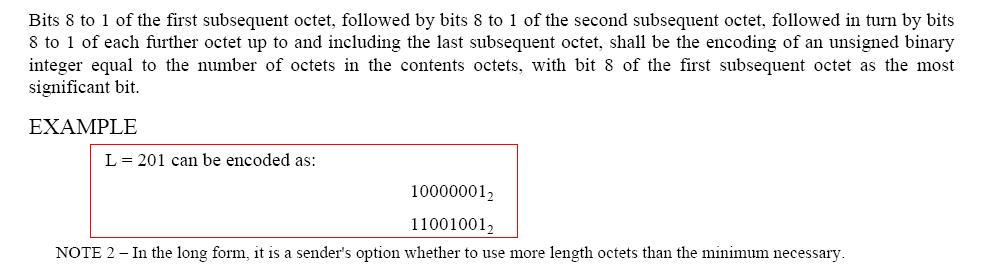 Bits 8 to 1 of the first subsequent octet, followed by bits 8 to 1 of the second subsequent octet, followed in turn by bits
8 to 1 of each further octet up to and including the last subsequent octet, shall be the encoding of an unsigned binary
integer equal to the number of octets in the contents octets, with bit 8 of the first subsequent octet as the most
significant bit.
EXAMPLE
L = 201 can be encoded as:
10000001₂
11001001₂
NOTE 2 – In the long form, it is a sender's option whether to use more length octets than the minimum necessary.